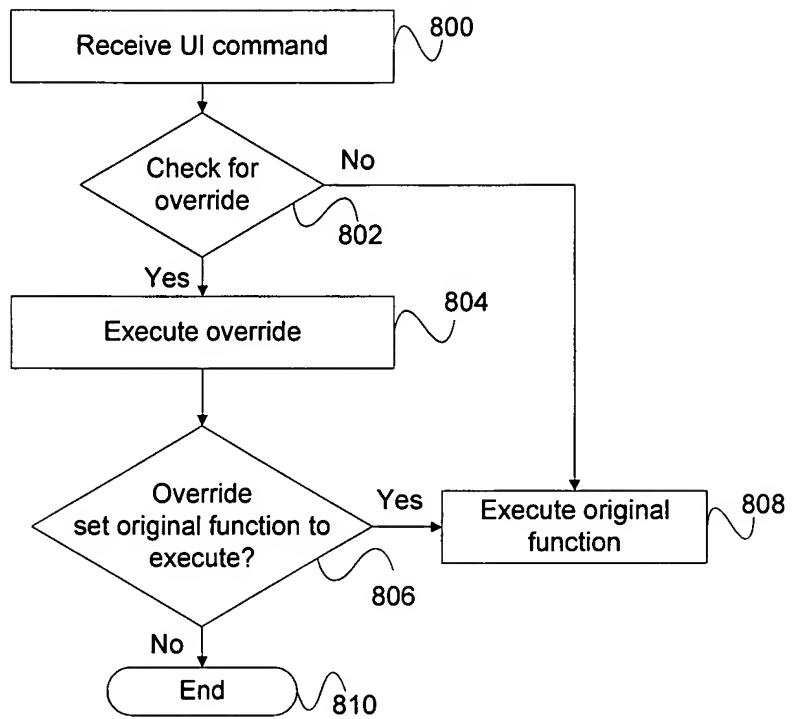 Receive UI command
800
Check for
override
No
802
Yes
Execute override
804
Override
set original function to
execute?
Yes
Execute original
function
808
806
No
End
810